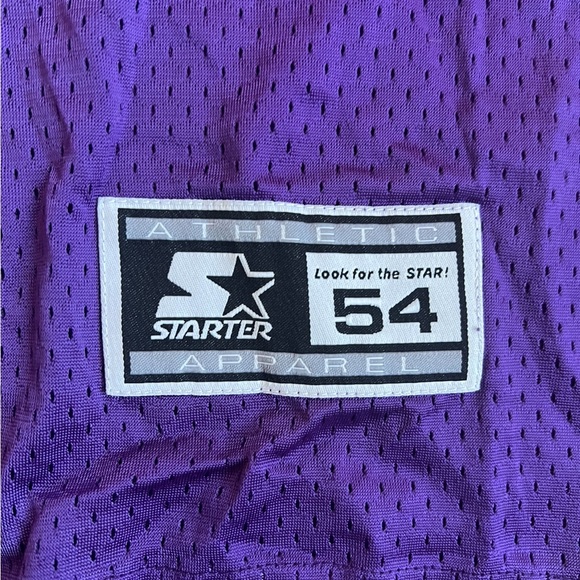 ATHLETIC
Look for the STAR!
STARTER
54
APPAREL